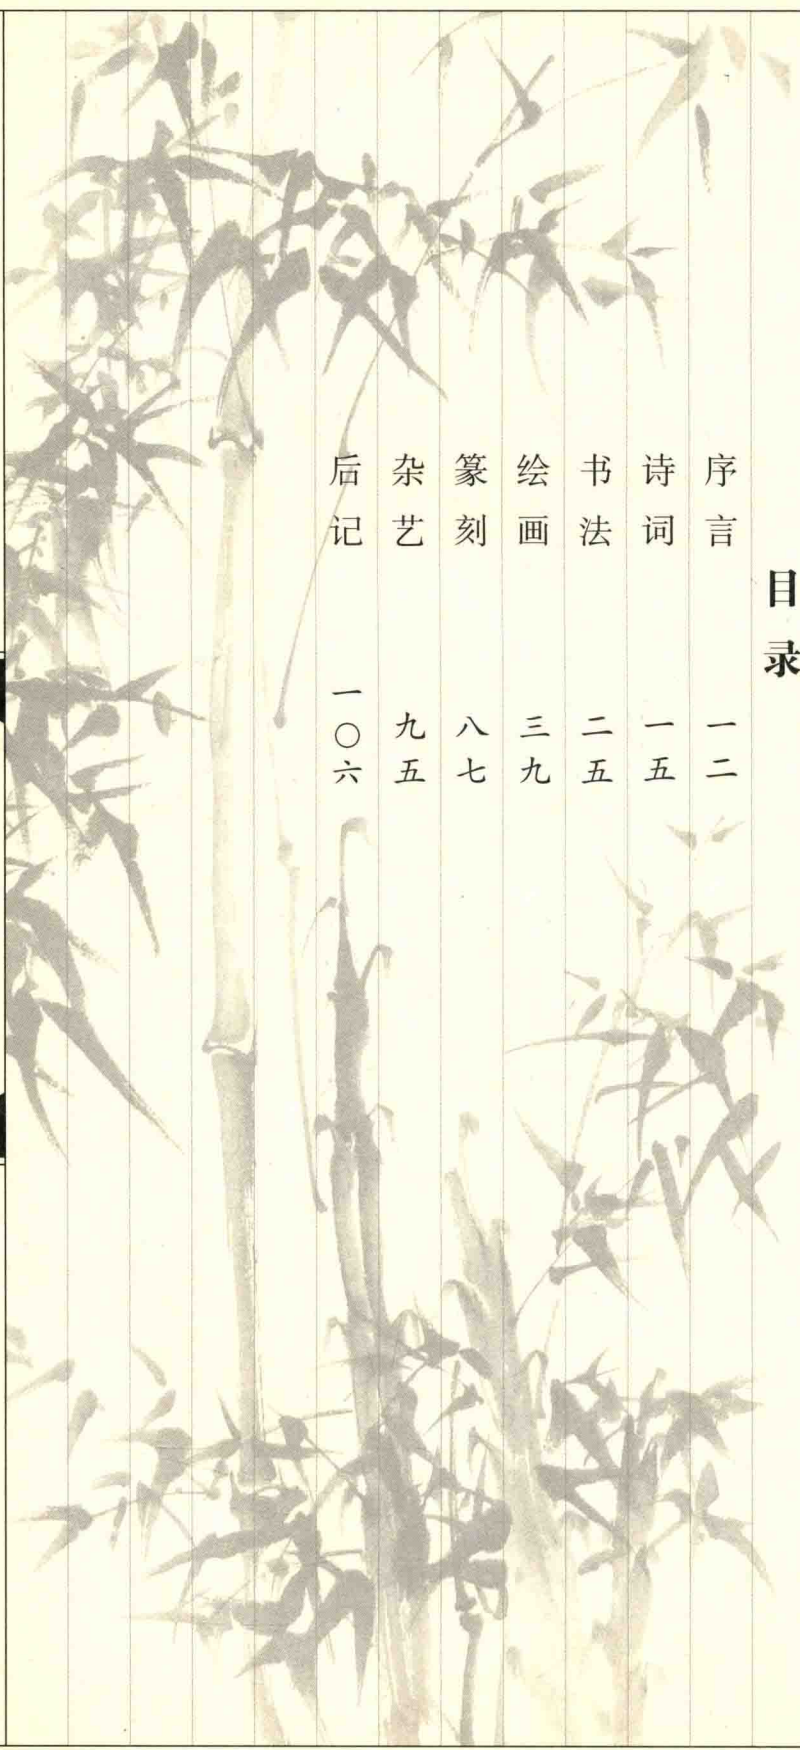 目录
序言 一二
诗词 一五
书法 二五
绘画 三九
篆刻 八七
杂艺 九五
后记 一〇六